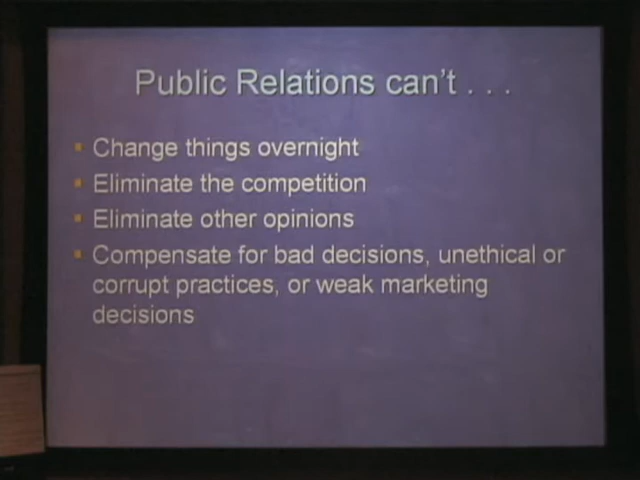 Public Relations can't . . .
Change things overnight
Eliminate the competition
Eliminate other opinions
Compensate for bad decisions, unethical or
corrupt practices, or weak marketing
decisions